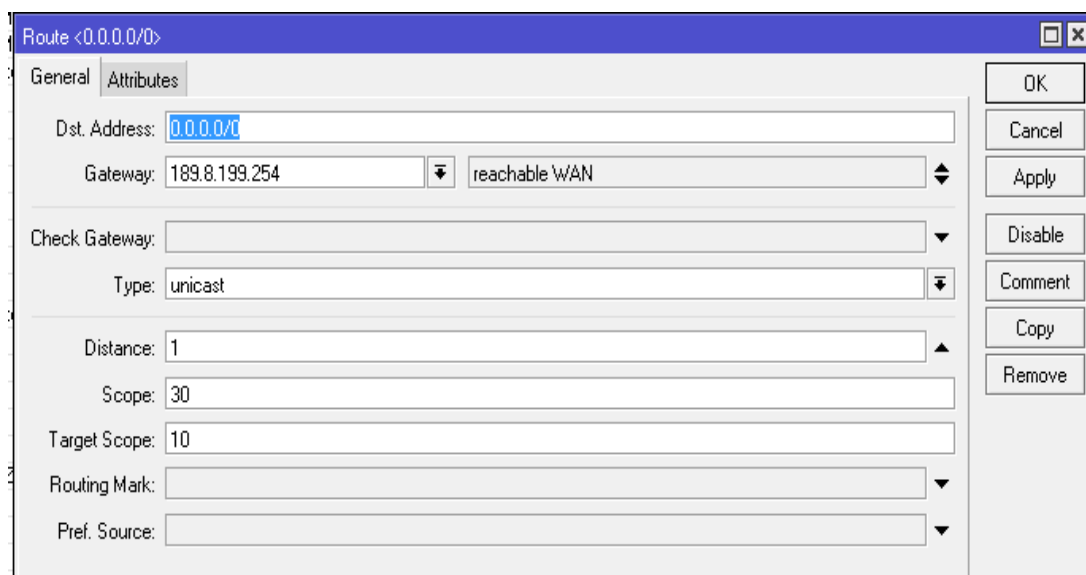 Route <0.0.0.0/0>
General Attributes
Dst. Address: 0.0.0.0/0
Gateway: 189.8.199.254 reachable WAN
Check Gateway:
Type: unicast
Distance: 1
Scope: 30
Target Scope: 10
Routing Mark:
Pref. Source:
OK
Cancel
Apply
Disable
Comment
Copy
Remove